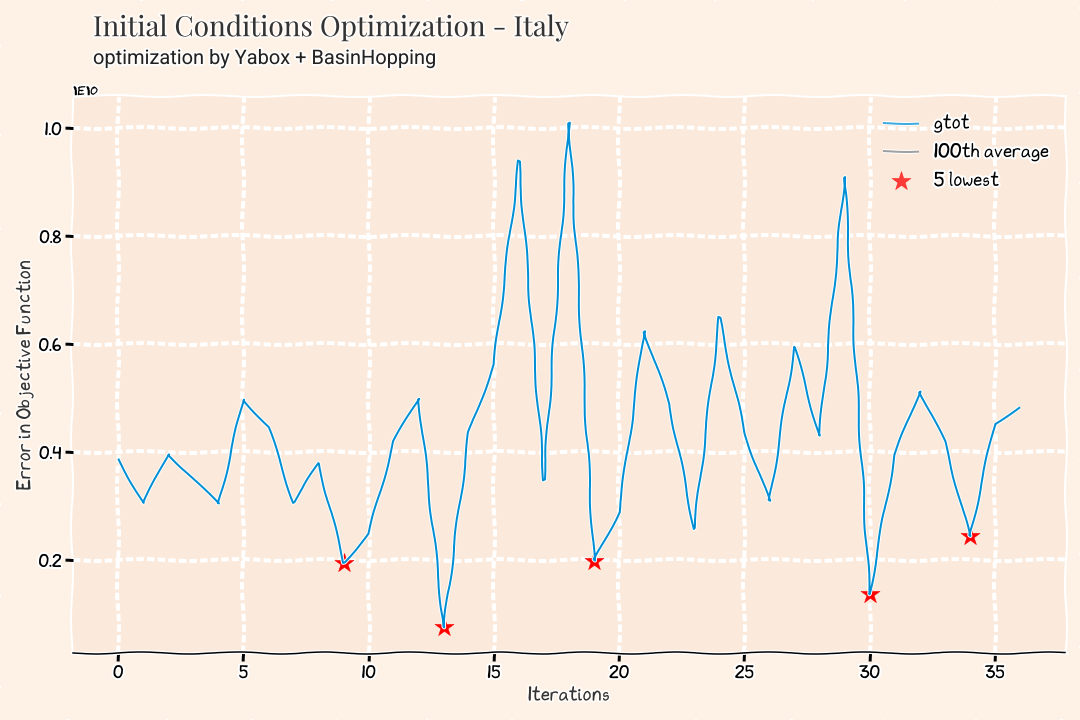 Initial Conditions Optimization - Italy
optimization by Yabox + BasinHopping
1E10
1.0
0.8
0.6
0.4
0.2
Error in Objective Function
gtot
100th average
5 lowest
0 5 10 15 20 25 30 35
Iterations